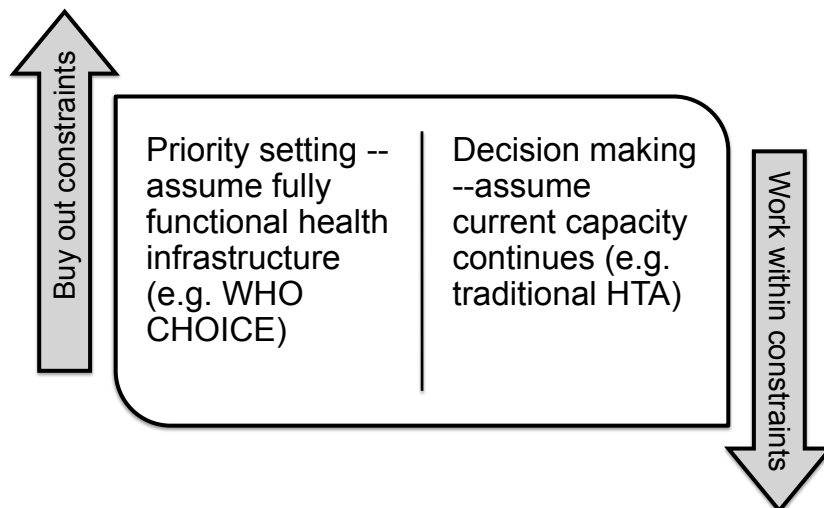 Buy out constraints
Priority setting --
assume fully
functional health
infrastructure
(e.g. WHO
CHOICE)
Decision making
--assume
current capacity
continues (e.g.
traditional HTA)
Work within constraints